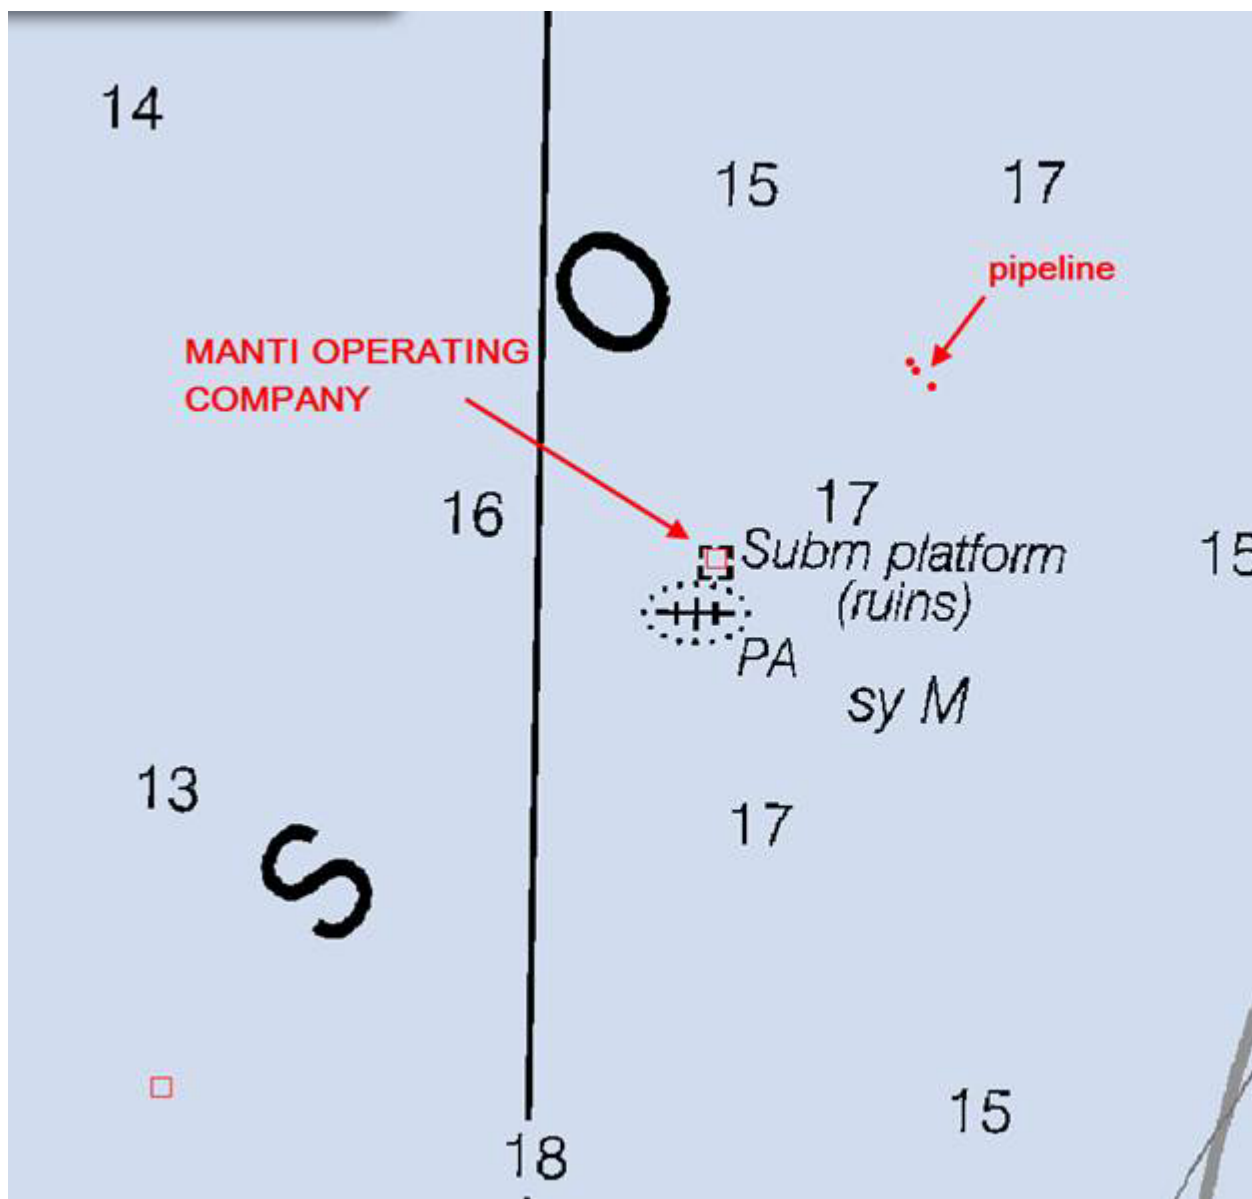 14
15
17
O
pipeline
MANTI OPERATING
COMPANY
16
17
Subm platform
(ruins)
15
PA
sy M
13
17
S
15
18